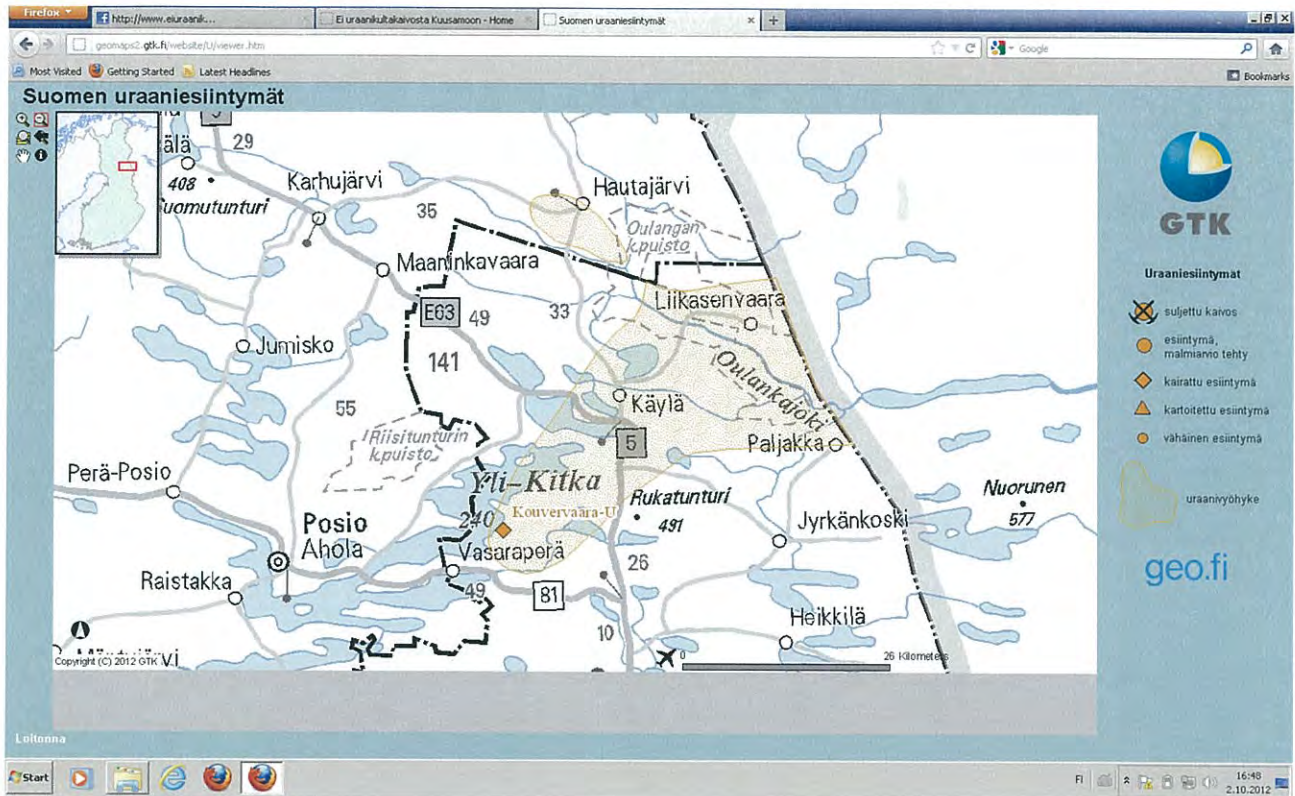 Firefox
http://www.eiuraanik...
Ei uraanikultakaivosta Kuusamoon - Home
Suomen uraaniesiintymät
geomaps2.gtk.fi/website/U/viewer.htm
Google
Most Visited
Getting Started
Latest Headlines
Bookmarks
Suomen uraaniesiintymät
29
408
Karhujärvi
35
Hautajärvi
Oulangan
k.puisto
Maaninkavaara
E63
49
33
Liikasenvaara
Jumisko
141
55
Oulankajoki
Käylä
Riisitunturin
k.puisto
5
Paljakka
Perä-Posio
Yli-Kitka
Rukatunturi
491
Nuorunen
577
240
Kouvervaara-U
Posio
Ahola
Vasaraperä
Jyrkänkoski
Raistakka
49
81
26
10
Heikkilä
Copyright (C) 2012 GTK
0
26 Kilometers
GTK
Uraaniesiintymät
suljettu kaivos
esiintymä,
malmiarvio tehty
kairattu esiintymä
kartoitettu esiintymä
vähäinen esiintymä
uraanivyöhyke
geo.fi
Loitonna
Start
FI
16:48
2.10.2012